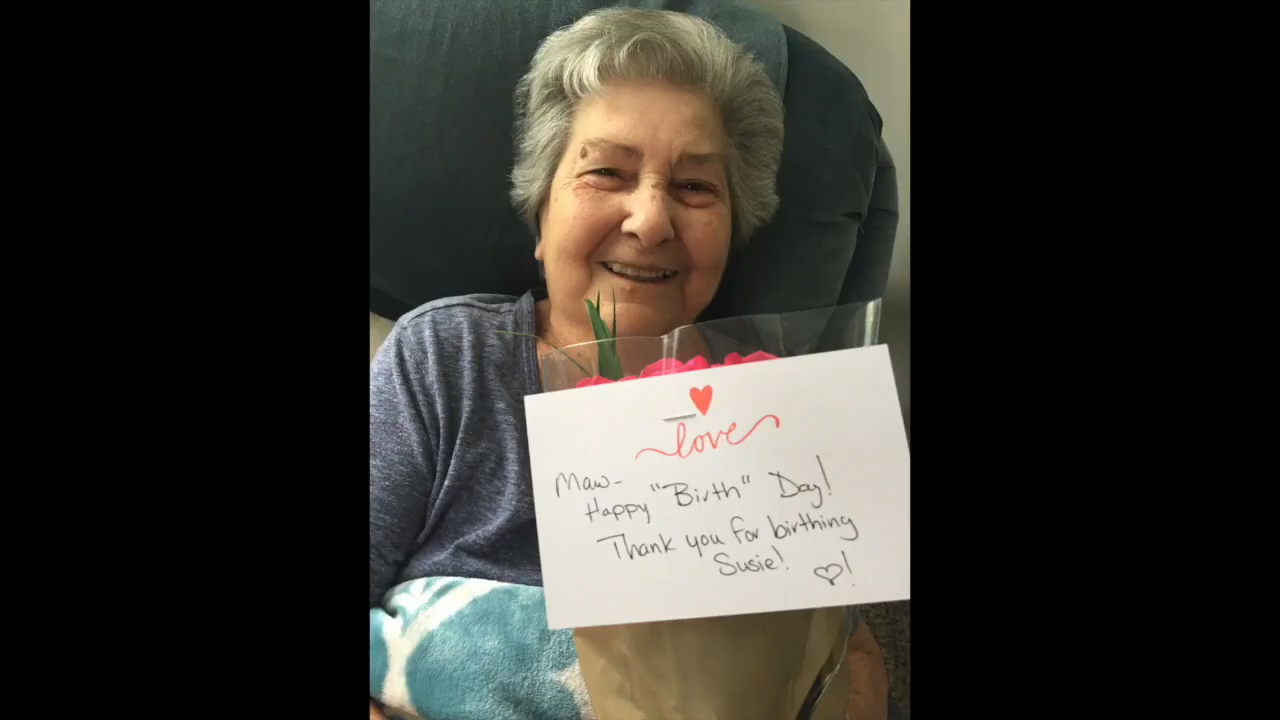 love
Maw-
Happy "Birth" Day!
Thank you for birthing
Susie! ♡!